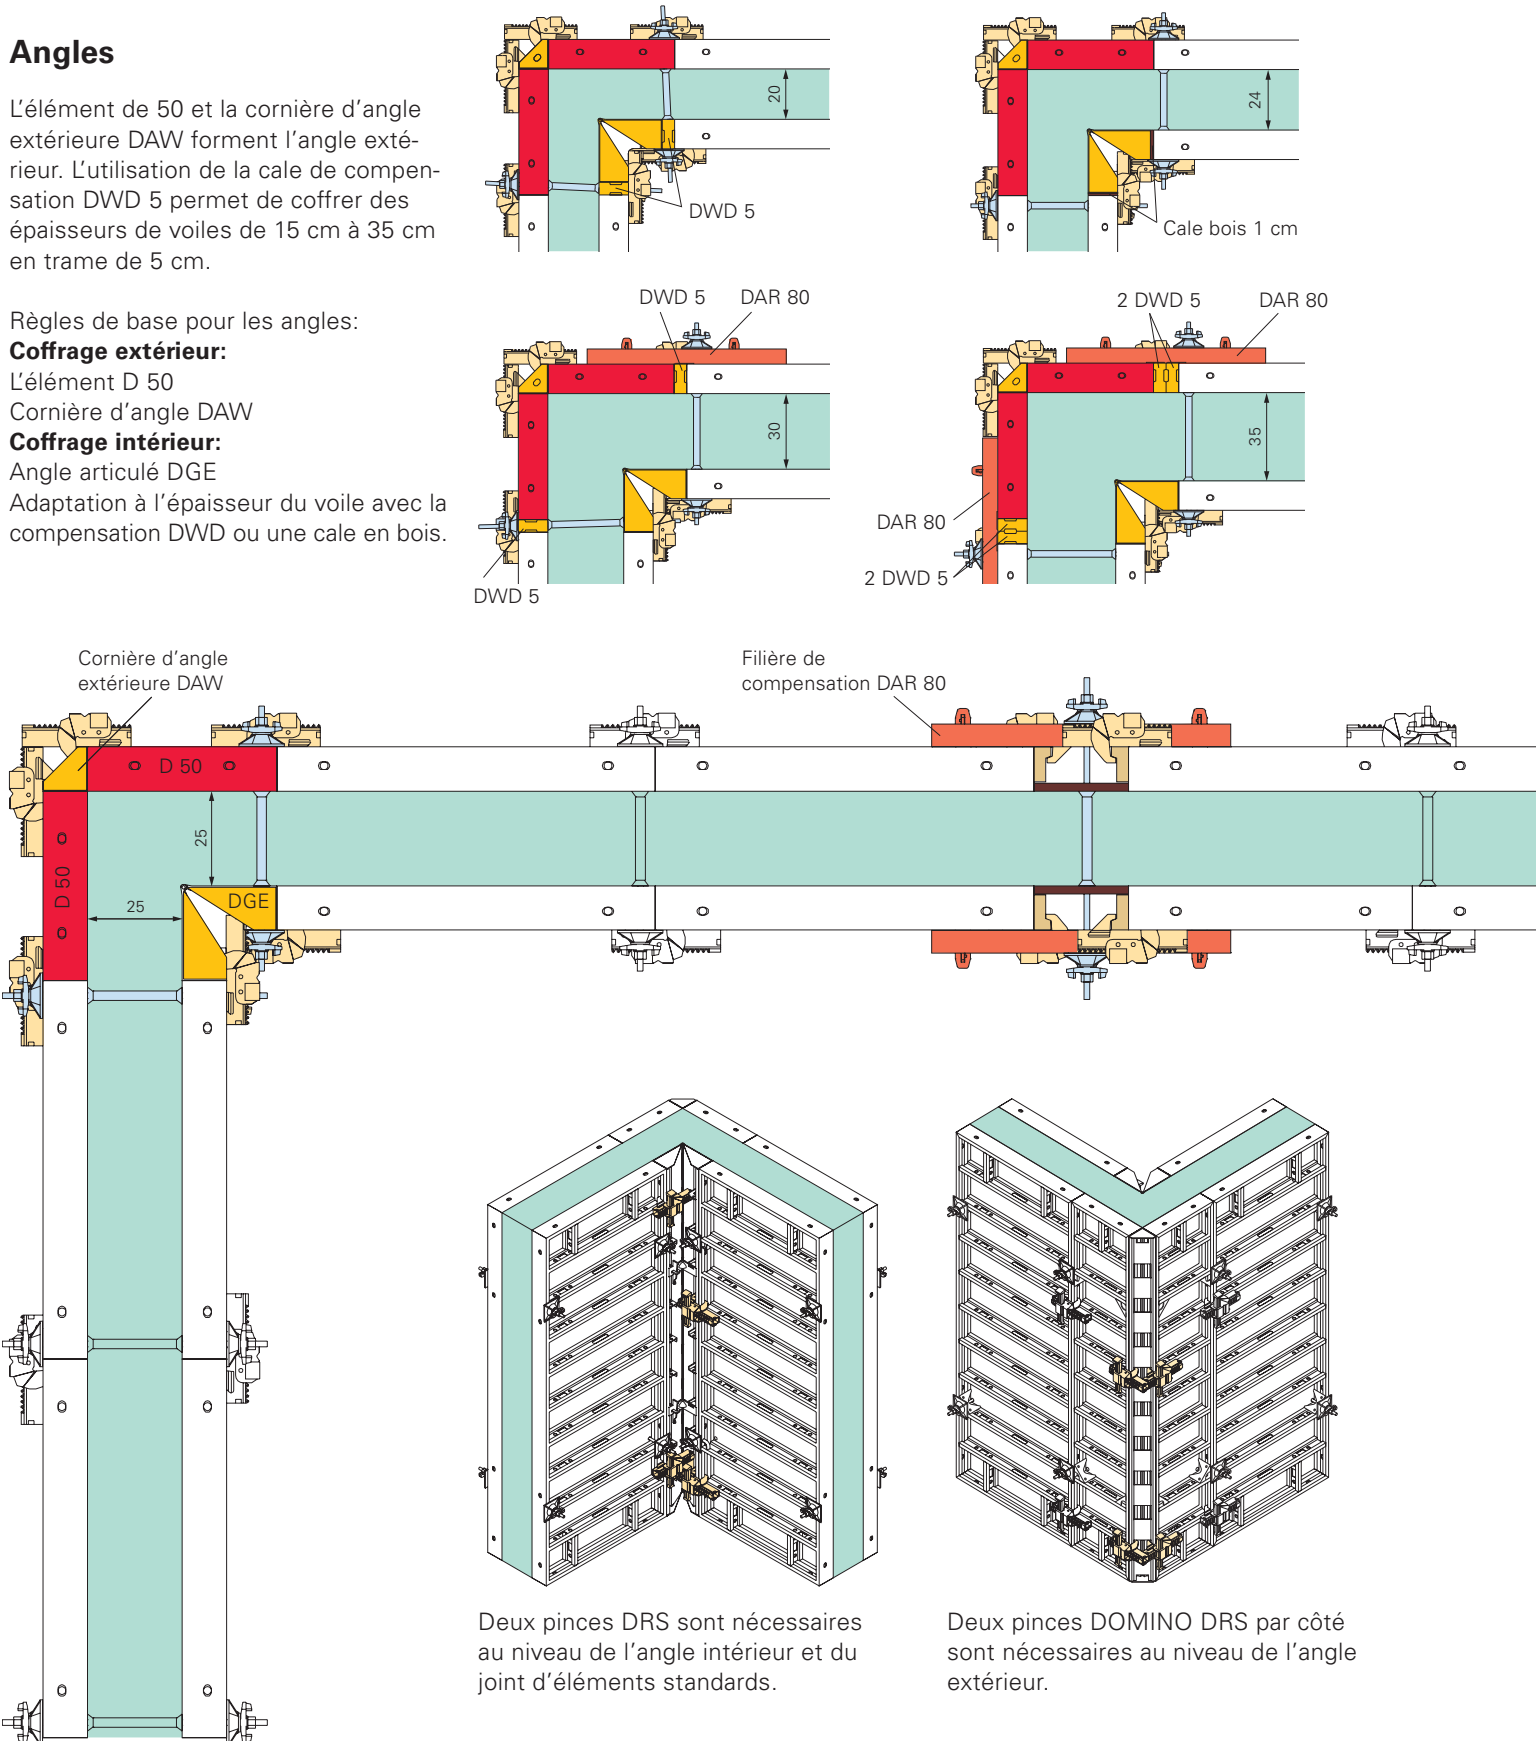 Angles
L'élément de 50 et la cornière d'angle
extérieure DAW forment l'angle exté-
rieur. L'utilisation de la cale de compen-
sation DWD 5 permet de coffrer des
épaisseurs de voiles de 15 cm à 35 cm
en trame de 5 cm.
Règles de base pour les angles:
Coffrage extérieur:
L'élément D 50
Cornière d'angle DAW
Coffrage intérieur:
Angle articulé DGE
Adaptation à l'épaisseur du voile avec la
compensation DWD ou une cale en bois.
20
DWD 5
24
Cale bois 1 cm
DWD 5
DAR 80
30
DWD 5
2 DWD 5
DAR 80
35
DAR 80
2 DWD 5
Cornière d'angle
extérieure DAW
Filière de
compensation DAR 80
D 50
25
D 50
25
DGE
Deux pinces DRS sont nécessaires
au niveau de l'angle intérieur et du
joint d'éléments standards.
Deux pinces DOMINO DRS par côté
sont nécessaires au niveau de l'angle
extérieur.